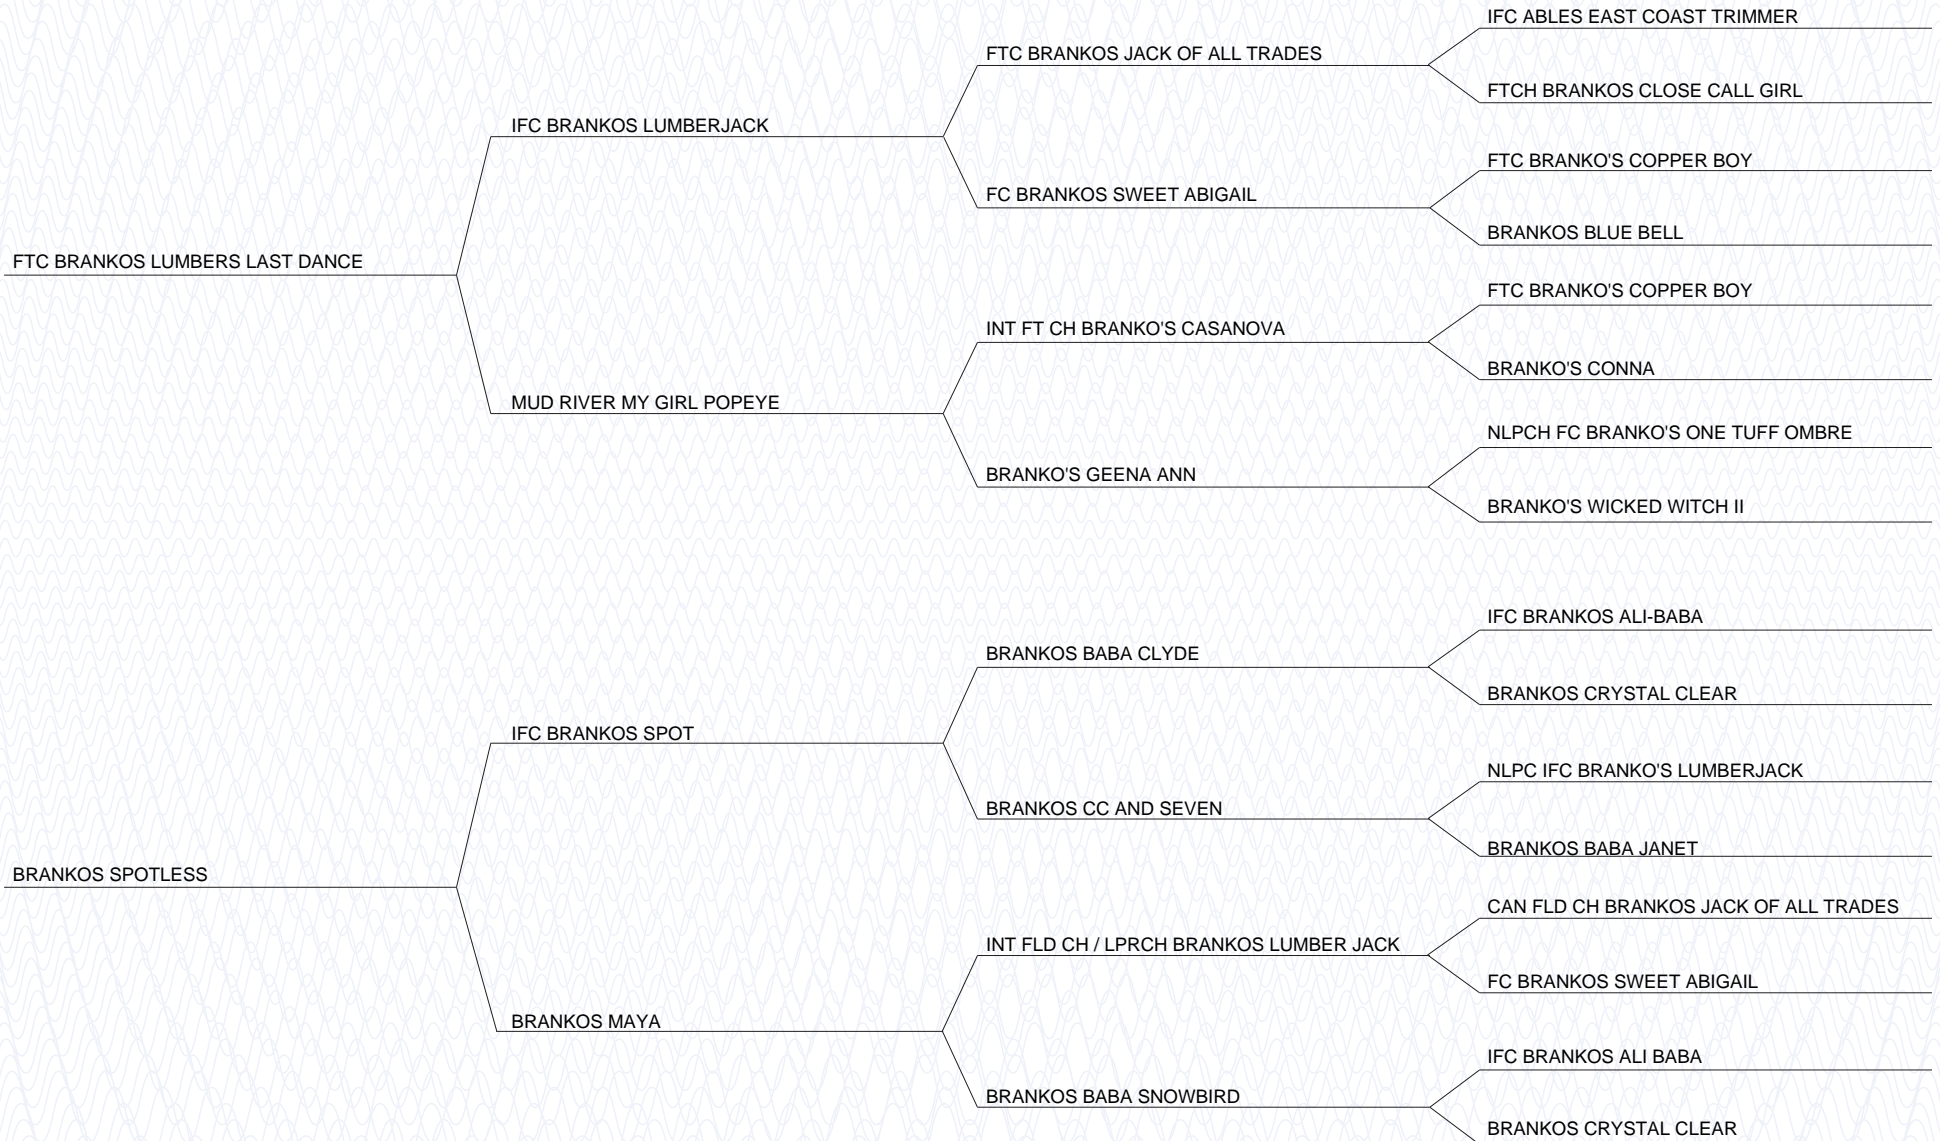 IFC ABLES EAST COAST TRIMMER
FTC BRANKOS JACK OF ALL TRADES
FTCH BRANKOS CLOSE CALL GIRL
IFC BRANKOS LUMBERJACK
FTC BRANKO'S COPPER BOY
FC BRANKOS SWEET ABIGAIL
BRANKOS BLUE BELL
FTC BRANKOS LUMBERS LAST DANCE
FTC BRANKO'S COPPER BOY
INT FT CH BRANKO'S CASANOVA
BRANKO'S CONNA
MUD RIVER MY GIRL POPEYE
NLPCH FC BRANKO'S ONE TUFF OMBRE
BRANKO'S GEENA ANN
BRANKO'S WICKED WITCH II
IFC BRANKOS ALI-BABA
BRANKOS BABA CLYDE
BRANKOS CRYSTAL CLEAR
IFC BRANKOS SPOT
NLPC IFC BRANKO'S LUMBERJACK
BRANKOS CC AND SEVEN
BRANKOS BABA JANET
BRANKOS SPOTLESS
CAN FLD CH BRANKOS JACK OF ALL TRADES
INT FLD CH / LPRCH BRANKOS LUMBER JACK
FC BRANKOS SWEET ABIGAIL
BRANKOS MAYA
IFC BRANKOS ALI BABA
BRANKOS BABA SNOWBIRD
BRANKOS CRYSTAL CLEAR